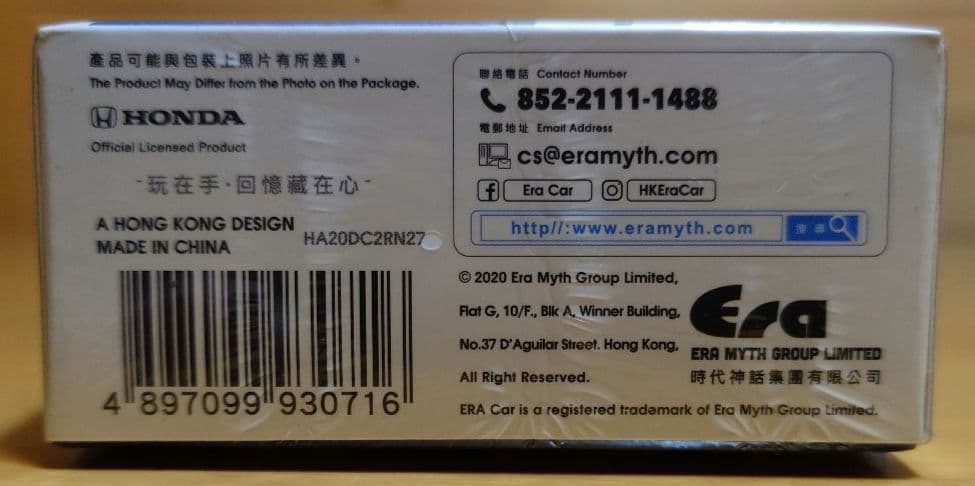 產品可能與包裝上照片有所差異。
The Product May Differ from the Photo on the Package.
HONDA
Official Licensed Product
-玩在手·回憶藏在心-
A HONG KONG DESIGN
MADE IN CHINA
HA20DC2RN27
4 897099 930716
聯絡電話 Contact Number
852-2111-1488
電郵地址 Email Address
cs@eramyth.com
f Era Car HKEraCar
http//:www.eramyth.com 搜尋
© 2020 Era Myth Group Limited,
Flat G, 10/F., Blk A, Winner Building,
No.37 D'Aguilar Street. Hong Kong,
All Right Reserved.
ERA Car is a registered trademark of Era Myth Group Limited.
Era
ERA MYTH GROUP LIMITED
時代神話集團有限公司